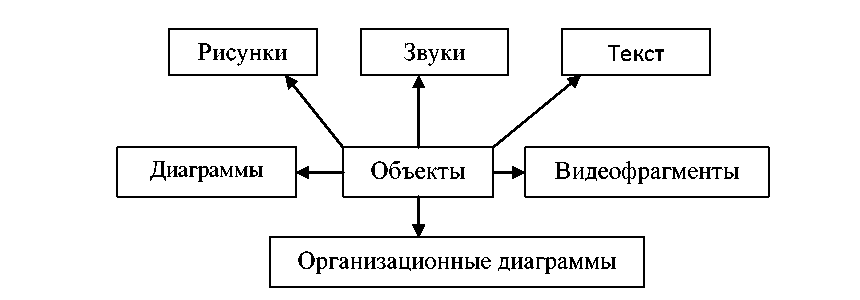 Рисунки
Звуки
Текст
Диаграммы
Объекты
Видеофрагменты
Организационные диаграммы